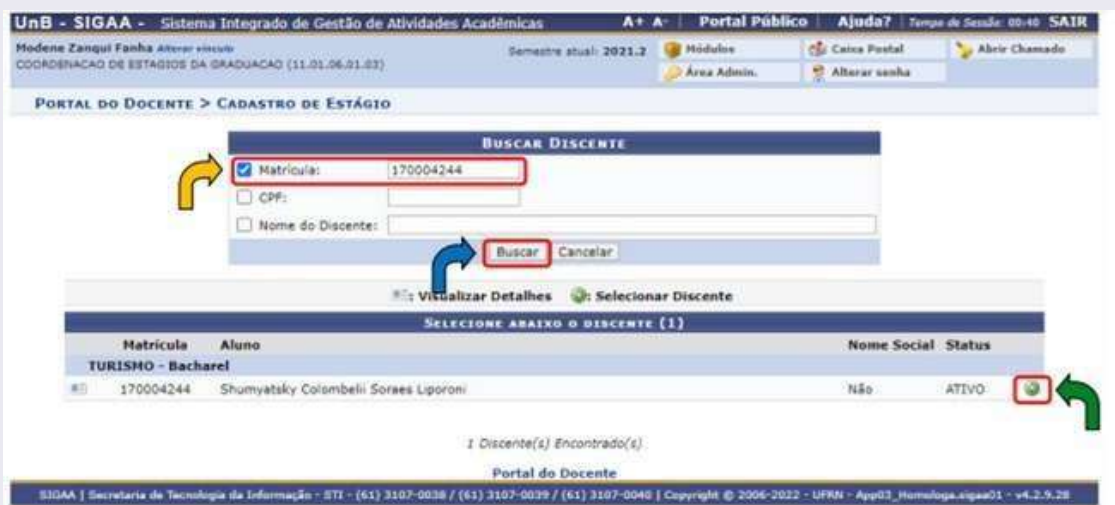 UnB - SIGAA - Sistema Integrado de Gestão de Atividades Acadêmicas A+ A- Portal Público Ajuda? Tempo de Sessão: 00:40 SAIR
Modene Zanqui Fanha Alterar vínculo Semestre atual: 2021.2 Módulos Caixa Postal Abrir Chamado
COORDENACAO DE ESTAGIOS DA GRADUACAO (11.01.06.01.03) Área Admin. Alterar senha
PORTAL DO DOCENTE > CADASTRO DE ESTÁGIO
BUSCAR DISCENTE
Matrícula: 170004244
CPF:
Nome do Discente:
Buscar Cancelar
: Visualizar Detalhes : Selecionar Discente
SELECIONE ABAIXO O DISCENTE (1)
Matrícula Aluno Nome Social Status
TURISMO - Bacharel
170004244 Shumyatsky Colombelii Soraes Liporoni Não ATIVO
1 Discente(s) Encontrado(s)
Portal do Docente
SIGAA | Secretaria de Tecnologia da Informação - STI - (61) 3107-0038 / (61) 3107-0039 / (61) 3107-0040 | Copyright © 2006-2022 - UFRN - App03_Homologa.sigaa01 - v4.2.9.28